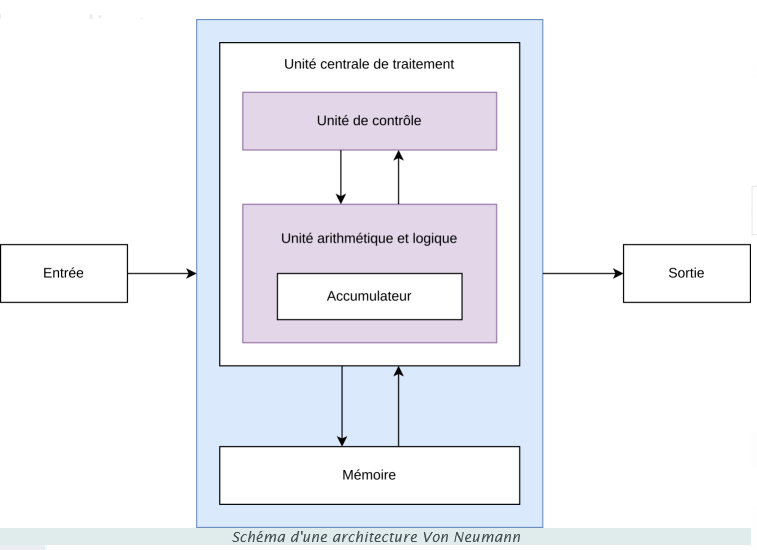 Unité centrale de traitement
Unité de contrôle
Unité arithmétique et logique
Entrée
Sortie
Accumulateur
Mémoire
Schéma d'une architecture Von Neumann